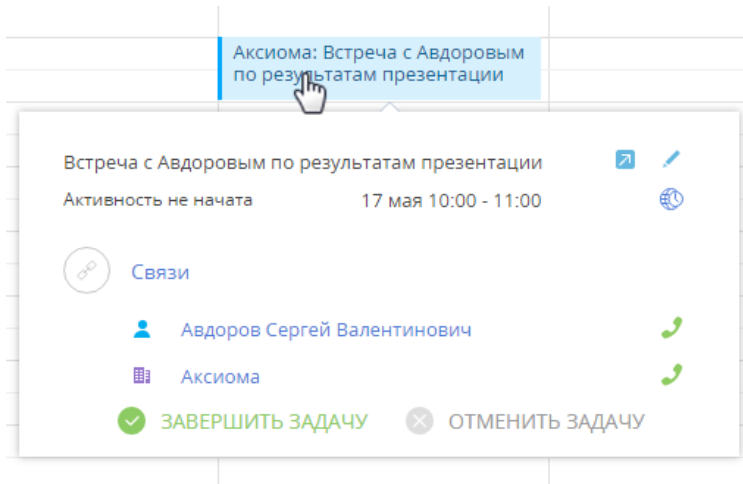 Аксиома: Встреча с Авдоровым
по результатам презентации
Встреча с Авдоровым по результатам презентации
Активность не начата 17 мая 10:00 - 11:00
Связи
Авдоров Сергей Валентинович
Аксиома
ЗАВЕРШИТЬ ЗАДАЧУ ОТМЕНИТЬ ЗАДАЧУ